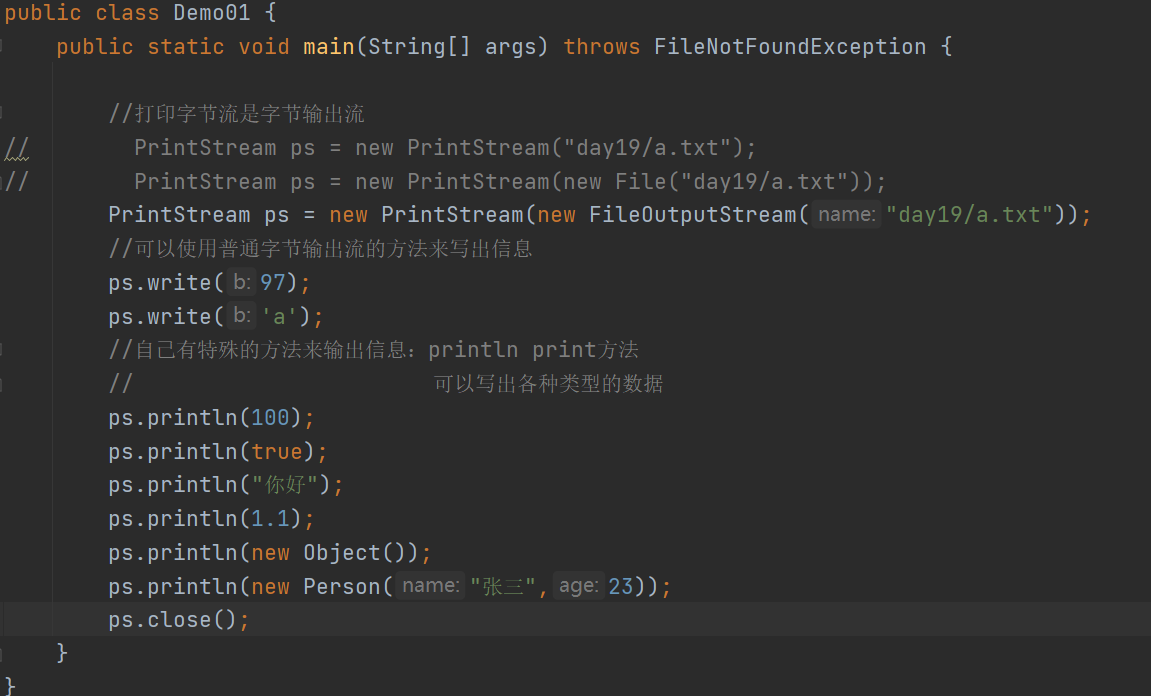 public class Demo01 {
    public static void main(String[] args) throws FileNotFoundException {
        //打印字节流是字节输出流
//        PrintStream ps = new PrintStream("day19/a.txt");
//        PrintStream ps = new PrintStream(new File("day19/a.txt"));
        PrintStream ps = new PrintStream(new FileOutputStream( name: "day19/a.txt"));
        //可以使用普通字节输出流的方法来写出信息
        ps.write( b: 97);
        ps.write( b: 'a');
        //自己有特殊的方法来输出信息：println print方法
        //                       可以写出各种类型的数据
        ps.println(100);
        ps.println(true);
        ps.println("你好");
        ps.println(1.1);
        ps.println(new Object());
        ps.println(new Person( name: "张三", age: 23));
        ps.close();
    }
}